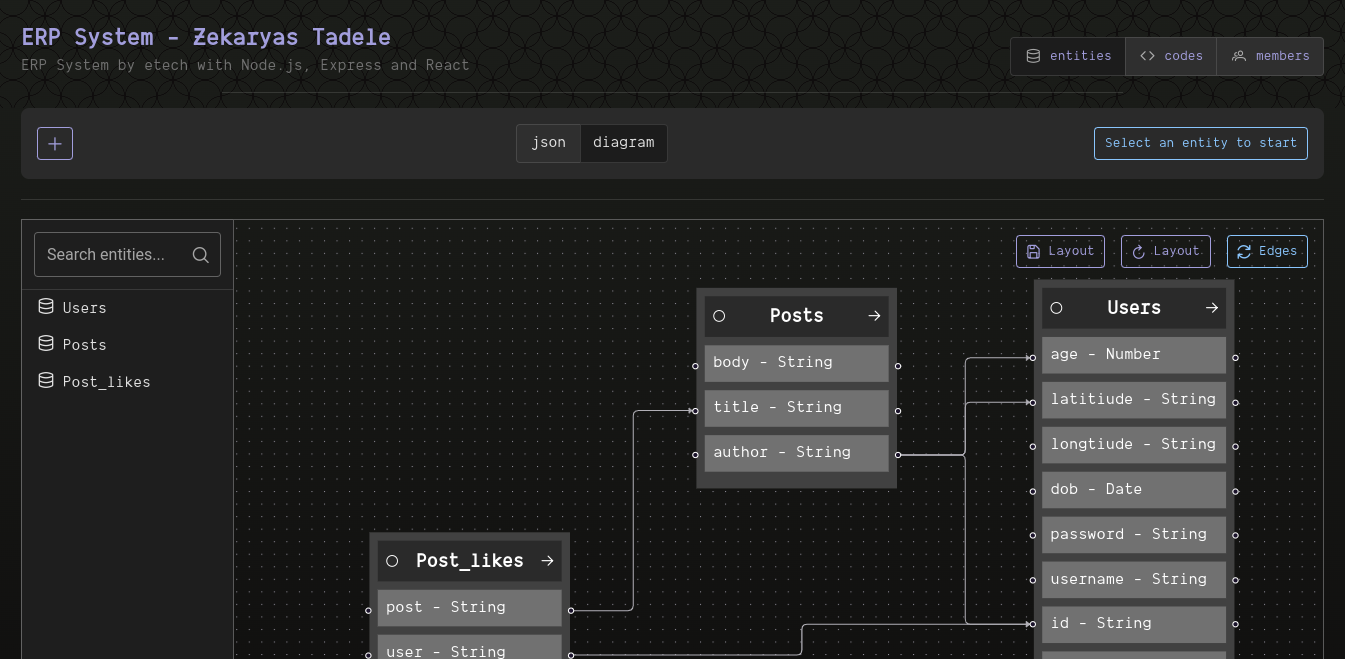 ERP System - Zekaryas Tadele
ERP System by etech with Node.js, Express and React
entities
codes
members
json
diagram
Select an entity to start
Search entities...
Users
Posts
Post_likes
Layout
Layout
Edges
Posts
body - String
title - String
author - String
Users
age - Number
latitiude - String
longtiude - String
dob - Date
password - String
username - String
id - String
Post_likes
post - String
user - String